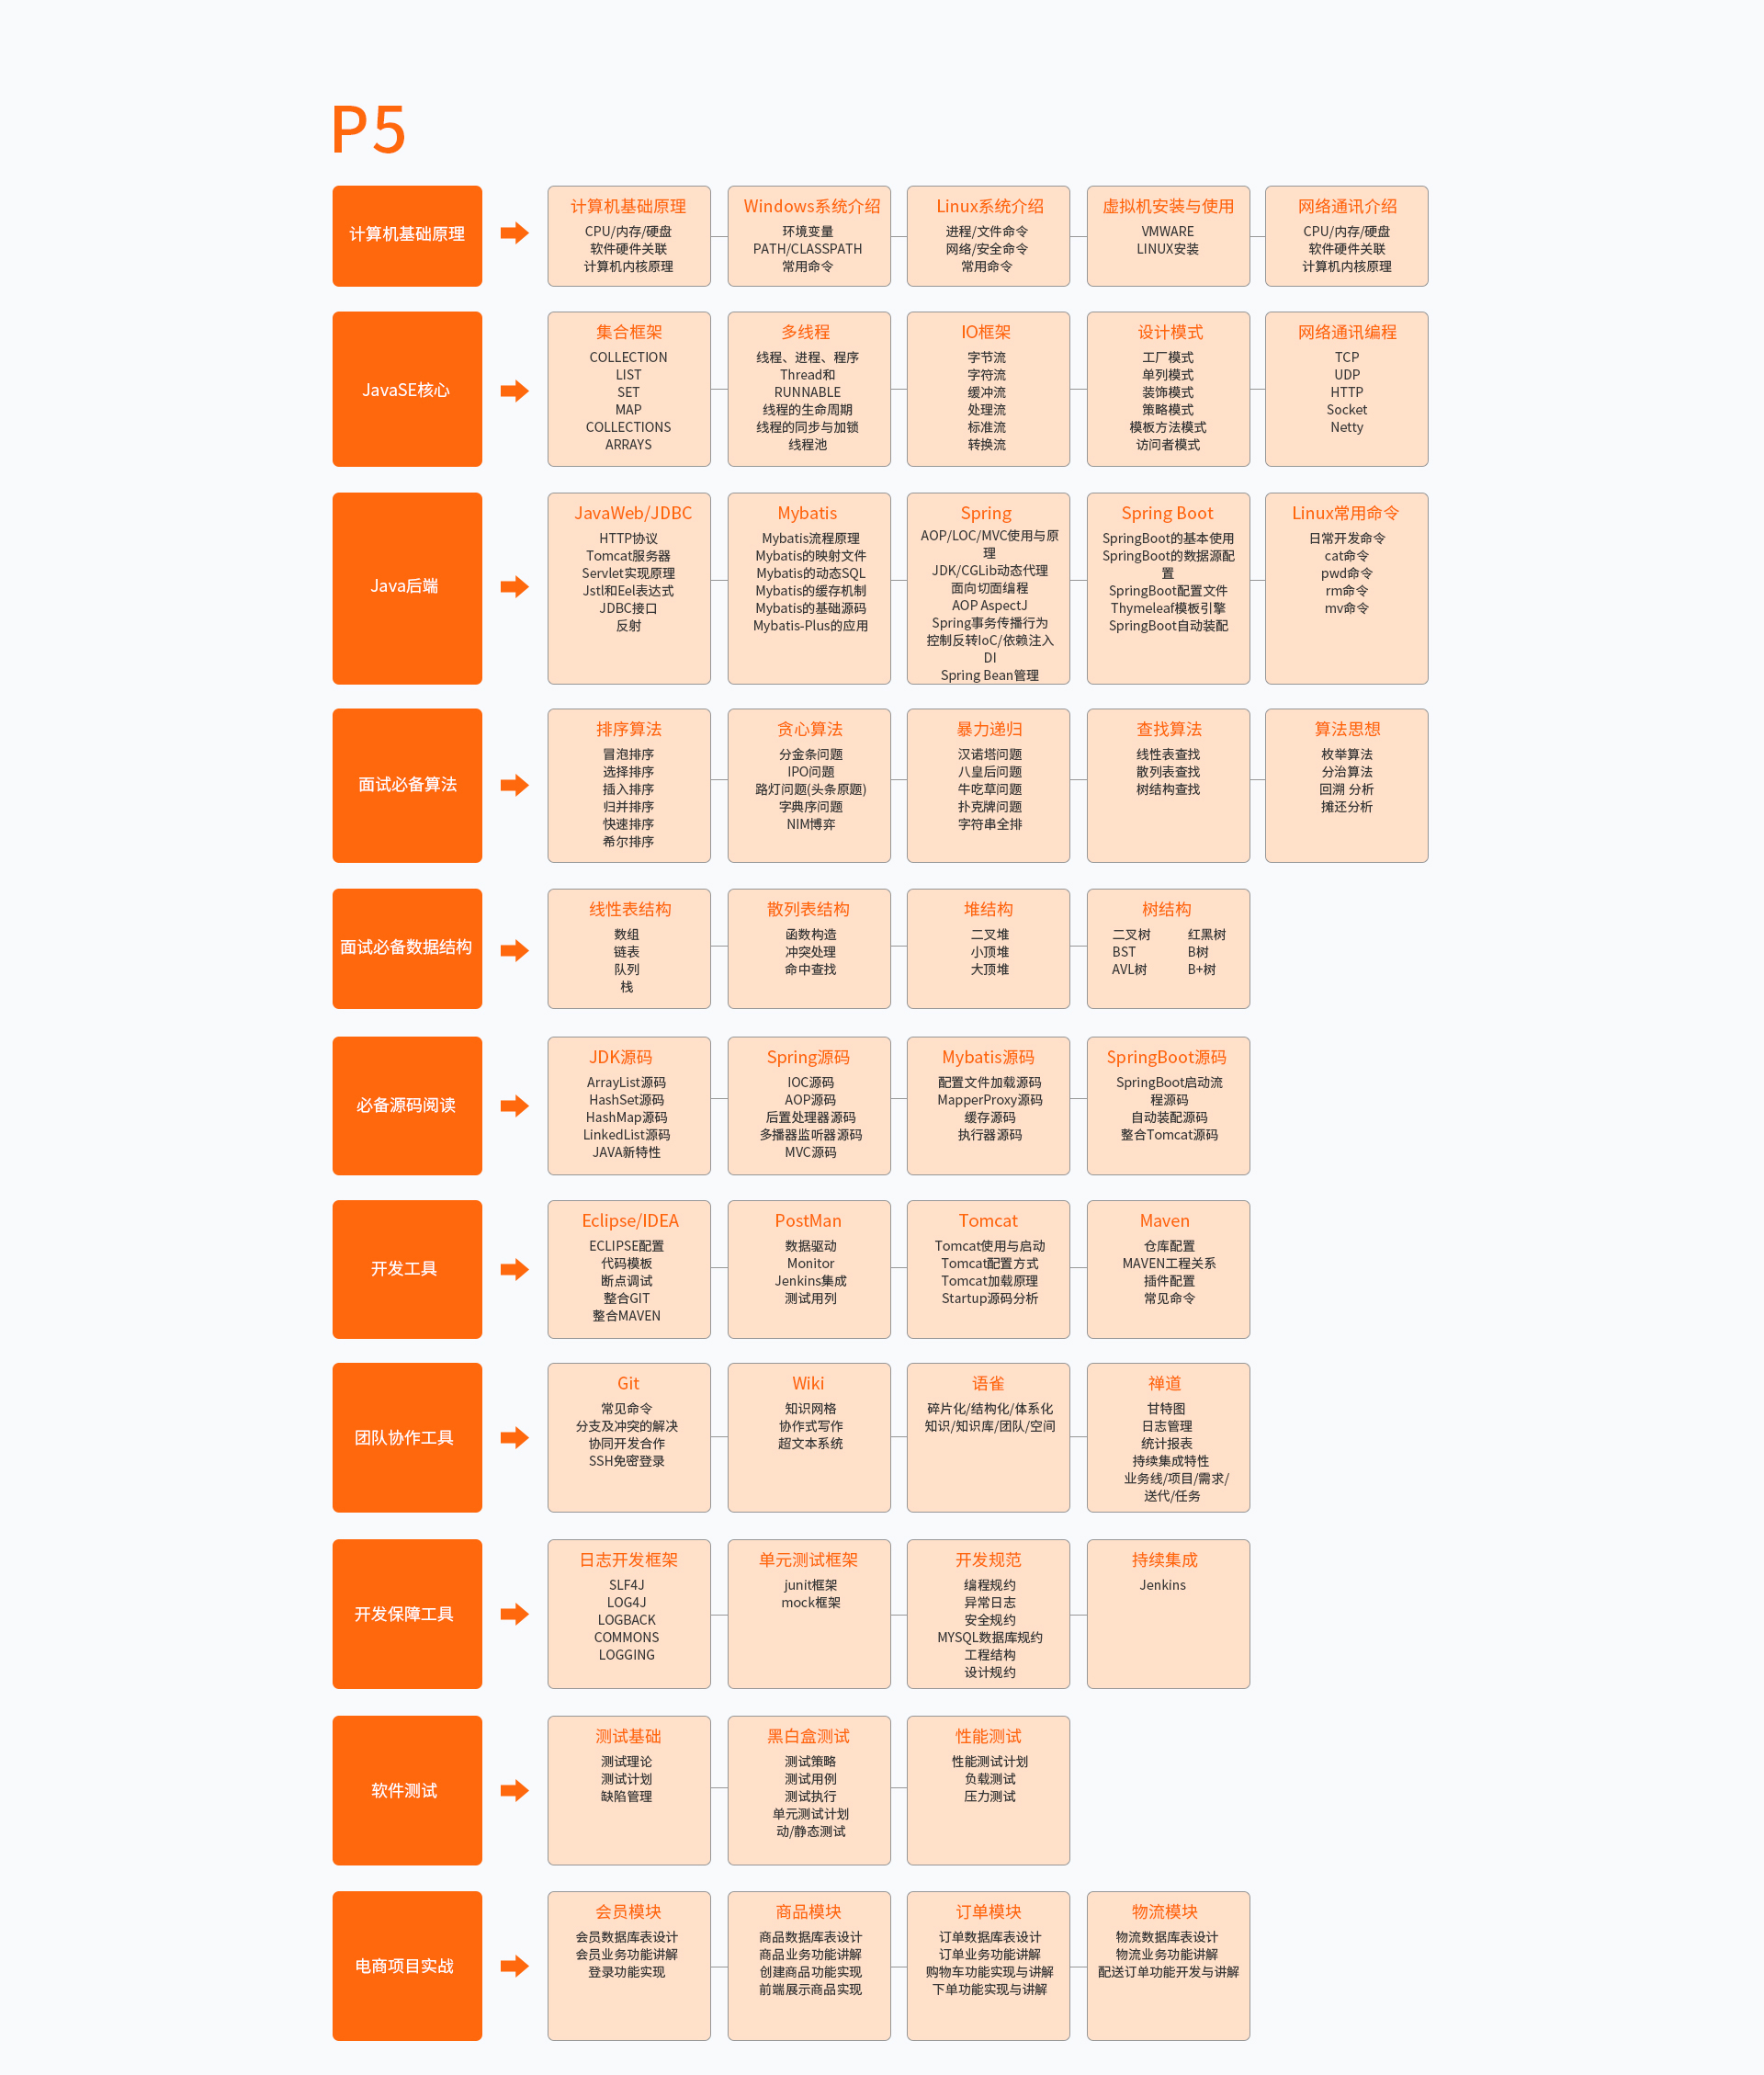 P5
计算机基础原理
计算机基础原理
CPU/内存/硬盘
软件硬件关联
计算机内核原理
Windows系统介绍
环境变量
PATH/CLASSPATH
常用命令
Linux系统介绍
进程/文件命令
网络/安全命令
常用命令
虚拟机安装与使用
VMWARE
LINUX安装
网络通讯介绍
CPU/内存/硬盘
软件硬件关联
计算机内核原理
JavaSE核心
集合框架
COLLECTION
LIST
SET
MAP
COLLECTIONS
ARRAYS
多线程
线程、进程、程序
Thread和
RUNNABLE
线程的生命周期
线程的同步与加锁
线程池
IO框架
字节流
字符流
缓冲流
处理流
标准流
转换流
设计模式
工厂模式
单列模式
装饰模式
策略模式
模板方法模式
访问者模式
网络通讯编程
TCP
UDP
HTTP
Socket
Netty
Java后端
JavaWeb/JDBC
HTTP协议
Tomcat服务器
Servlet实现原理
Jstl和Eel表达式
JDBC接口
反射
Mybatis
Mybatis流程原理
Mybatis的映射文件
Mybatis的动态SQL
Mybatis的缓存机制
Mybatis的基础源码
Mybatis-Plus的应用
Spring
AOP/LOC/MVC使用与原
理
JDK/CGLib动态代理
面向切面编程
AOP AspectJ
Spring事务传播行为
控制反转IoC/依赖注入
DI
Spring Bean管理
Spring Boot
SpringBoot的基本使用
SpringBoot的数据源配
置
SpringBoot配置文件
Thymeleaf模板引擎
SpringBoot自动装配
Linux常用命令
日常开发命令
cat命令
pwd命令
rm命令
mv命令
面试必备算法
排序算法
冒泡排序
选择排序
插入排序
归并排序
快速排序
希尔排序
贪心算法
分金条问题
IPO问题
路灯问题(头条原题)
字典序问题
NIM博弈
暴力递归
汉诺塔问题
八皇后问题
牛吃草问题
扑克牌问题
字符串全排
查找算法
线性表查找
散列表查找
树结构查找
算法思想
枚举算法
分治算法
回溯 分析
摊还分析
面试必备数据结构
线性表结构
数组
链表
队列
栈
散列表结构
函数构造
冲突处理
命中查找
堆结构
二叉堆
小顶堆
大顶堆
树结构
二叉树 红黑树
BST B树
AVL树 B+树
必备源码阅读
JDK源码
ArrayList源码
HashSet源码
HashMap源码
LinkedList源码
JAVA新特性
Spring源码
IOC源码
AOP源码
后置处理器源码
多播器监听器源码
MVC源码
Mybatis源码
配置文件加载源码
MapperProxy源码
缓存源码
执行器源码
SpringBoot源码
SpringBoot启动流
程源码
自动装配源码
整合Tomcat源码
开发工具
Eclipse/IDEA
ECLIPSE配置
代码模板
断点调试
整合GIT
整合MAVEN
PostMan
数据驱动
Monitor
Jenkins集成
测试用列
Tomcat
Tomcat使用与启动
Tomcat配置方式
Tomcat加载原理
Startup源码分析
Maven
仓库配置
MAVEN工程关系
插件配置
常见命令
团队协作工具
Git
常见命令
分支及冲突的解决
协同开发合作
SSH免密登录
Wiki
知识网格
协作式写作
超文本系统
语雀
碎片化/结构化/体系化
知识/知识库/团队/空间
禅道
甘特图
日志管理
统计报表
持续集成特性
业务线/项目/需求/
送代/任务
开发保障工具
日志开发框架
SLF4J
LOG4J
LOGBACK
COMMONS
LOGGING
单元测试框架
junit框架
mock框架
开发规范
编程规约
异常日志
安全规约
MYSQL数据库规约
工程结构
设计规约
持续集成
Jenkins
软件测试
测试基础
测试理论
测试计划
缺陷管理
黑白盒测试
测试策略
测试用例
测试执行
单元测试计划
动/静态测试
性能测试
性能测试计划
负载测试
压力测试
电商项目实战
会员模块
会员数据库表设计
会员业务功能讲解
登录功能实现
商品模块
商品数据库表设计
商品业务功能讲解
创建商品功能实现
前端展示商品实现
订单模块
订单数据库表设计
订单业务功能讲解
购物车功能实现与讲解
下单功能实现与讲解
物流模块
物流数据库表设计
物流业务功能讲解
配送订单功能开发与讲解